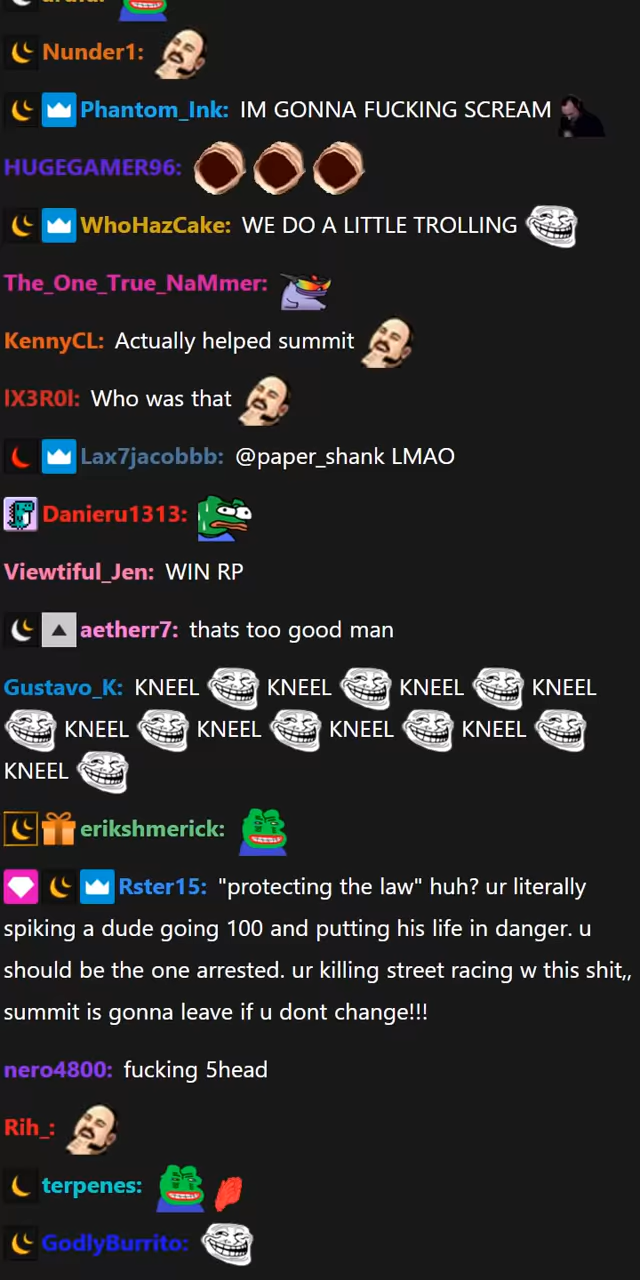 Nunder1:
Phantom_Ink: IM GONNA FUCKING SCREAM
HUGEGAMER96:
WhoHazCake: WE DO A LITTLE TROLLING
The_One_True_NaMmer:
KennyCL: Actually helped summit
lX3R0l: Who was that
Lax7jacobbb: @paper_shank LMAO
Danieru1313:
Viewtiful_Jen: WIN RP
aetherr7: thats too good man
Gustavo_K: KNEEL KNEEL KNEEL KNEEL
KNEEL KNEEL KNEEL KNEEL
KNEEL
erikshmerick:
Rster15: "protecting the law" huh? ur literally
spiking a dude going 100 and putting his life in danger. u
should be the one arrested. ur killing street racing w this shit,,
summit is gonna leave if u dont change!!!
nero4800: fucking 5head
Rih_:
terpenes:
GodlyBurrito: